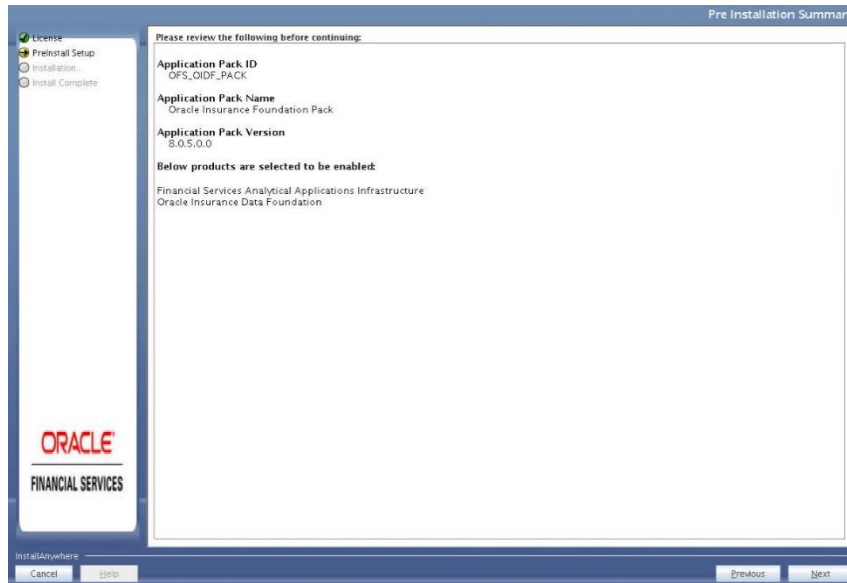 Pre Installation Summar
License
PreInstall Setup
Installation...
Install Complete
Please review the following before continuing:
Application Pack ID
OFS_OIDF_PACK
Application Pack Name
Oracle Insurance Foundation Pack
Application Pack Version
8.0.5.0.0
Below products are selected to be enabled:
Financial Services Analytical Applications Infrastructure
Oracle Insurance Data Foundation
ORACLE
FINANCIAL SERVICES
InstallAnywhere
Cancel Help Previous Next